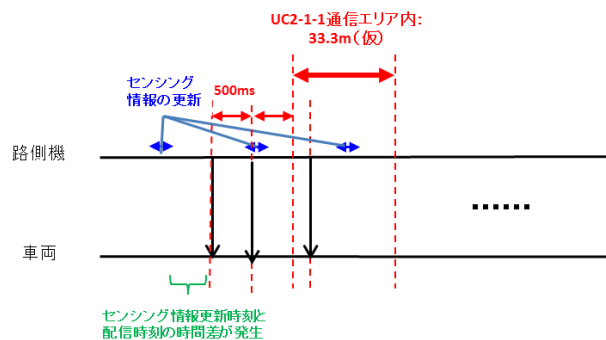 UC2-1-1通信エリア内:
33.3m（仮）
センシング
情報の更新
500ms
路側機
車両
センシング情報更新時刻と
配信時刻の時間差が発生